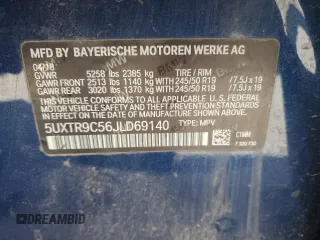 MFD BY BAYERISCHE MOTOREN WERKE AG
04/18
GVWR 5258 lbs 2385 kg TIRE / RIM
GAWR FRONT 2513 lbs 1140 kg 245/50 R19 /7.5J x 19
GAWR REAR 3020 lbs 1370 kg 245/50 R19 /7.5J x 19
THIS VEHICLE CONFORMS TO ALL APPLICABLE U.S. FEDERAL
MOTOR VEHICLE SAFETY, BUMPER, AND THEFT PREVENTION
STANDARDS IN EFFECT ON THE DATE OF
MANUFACTURE SHOWN ABOVE.
5UXTR9C56JLD69140 TYPE: MPV
DREAMBID